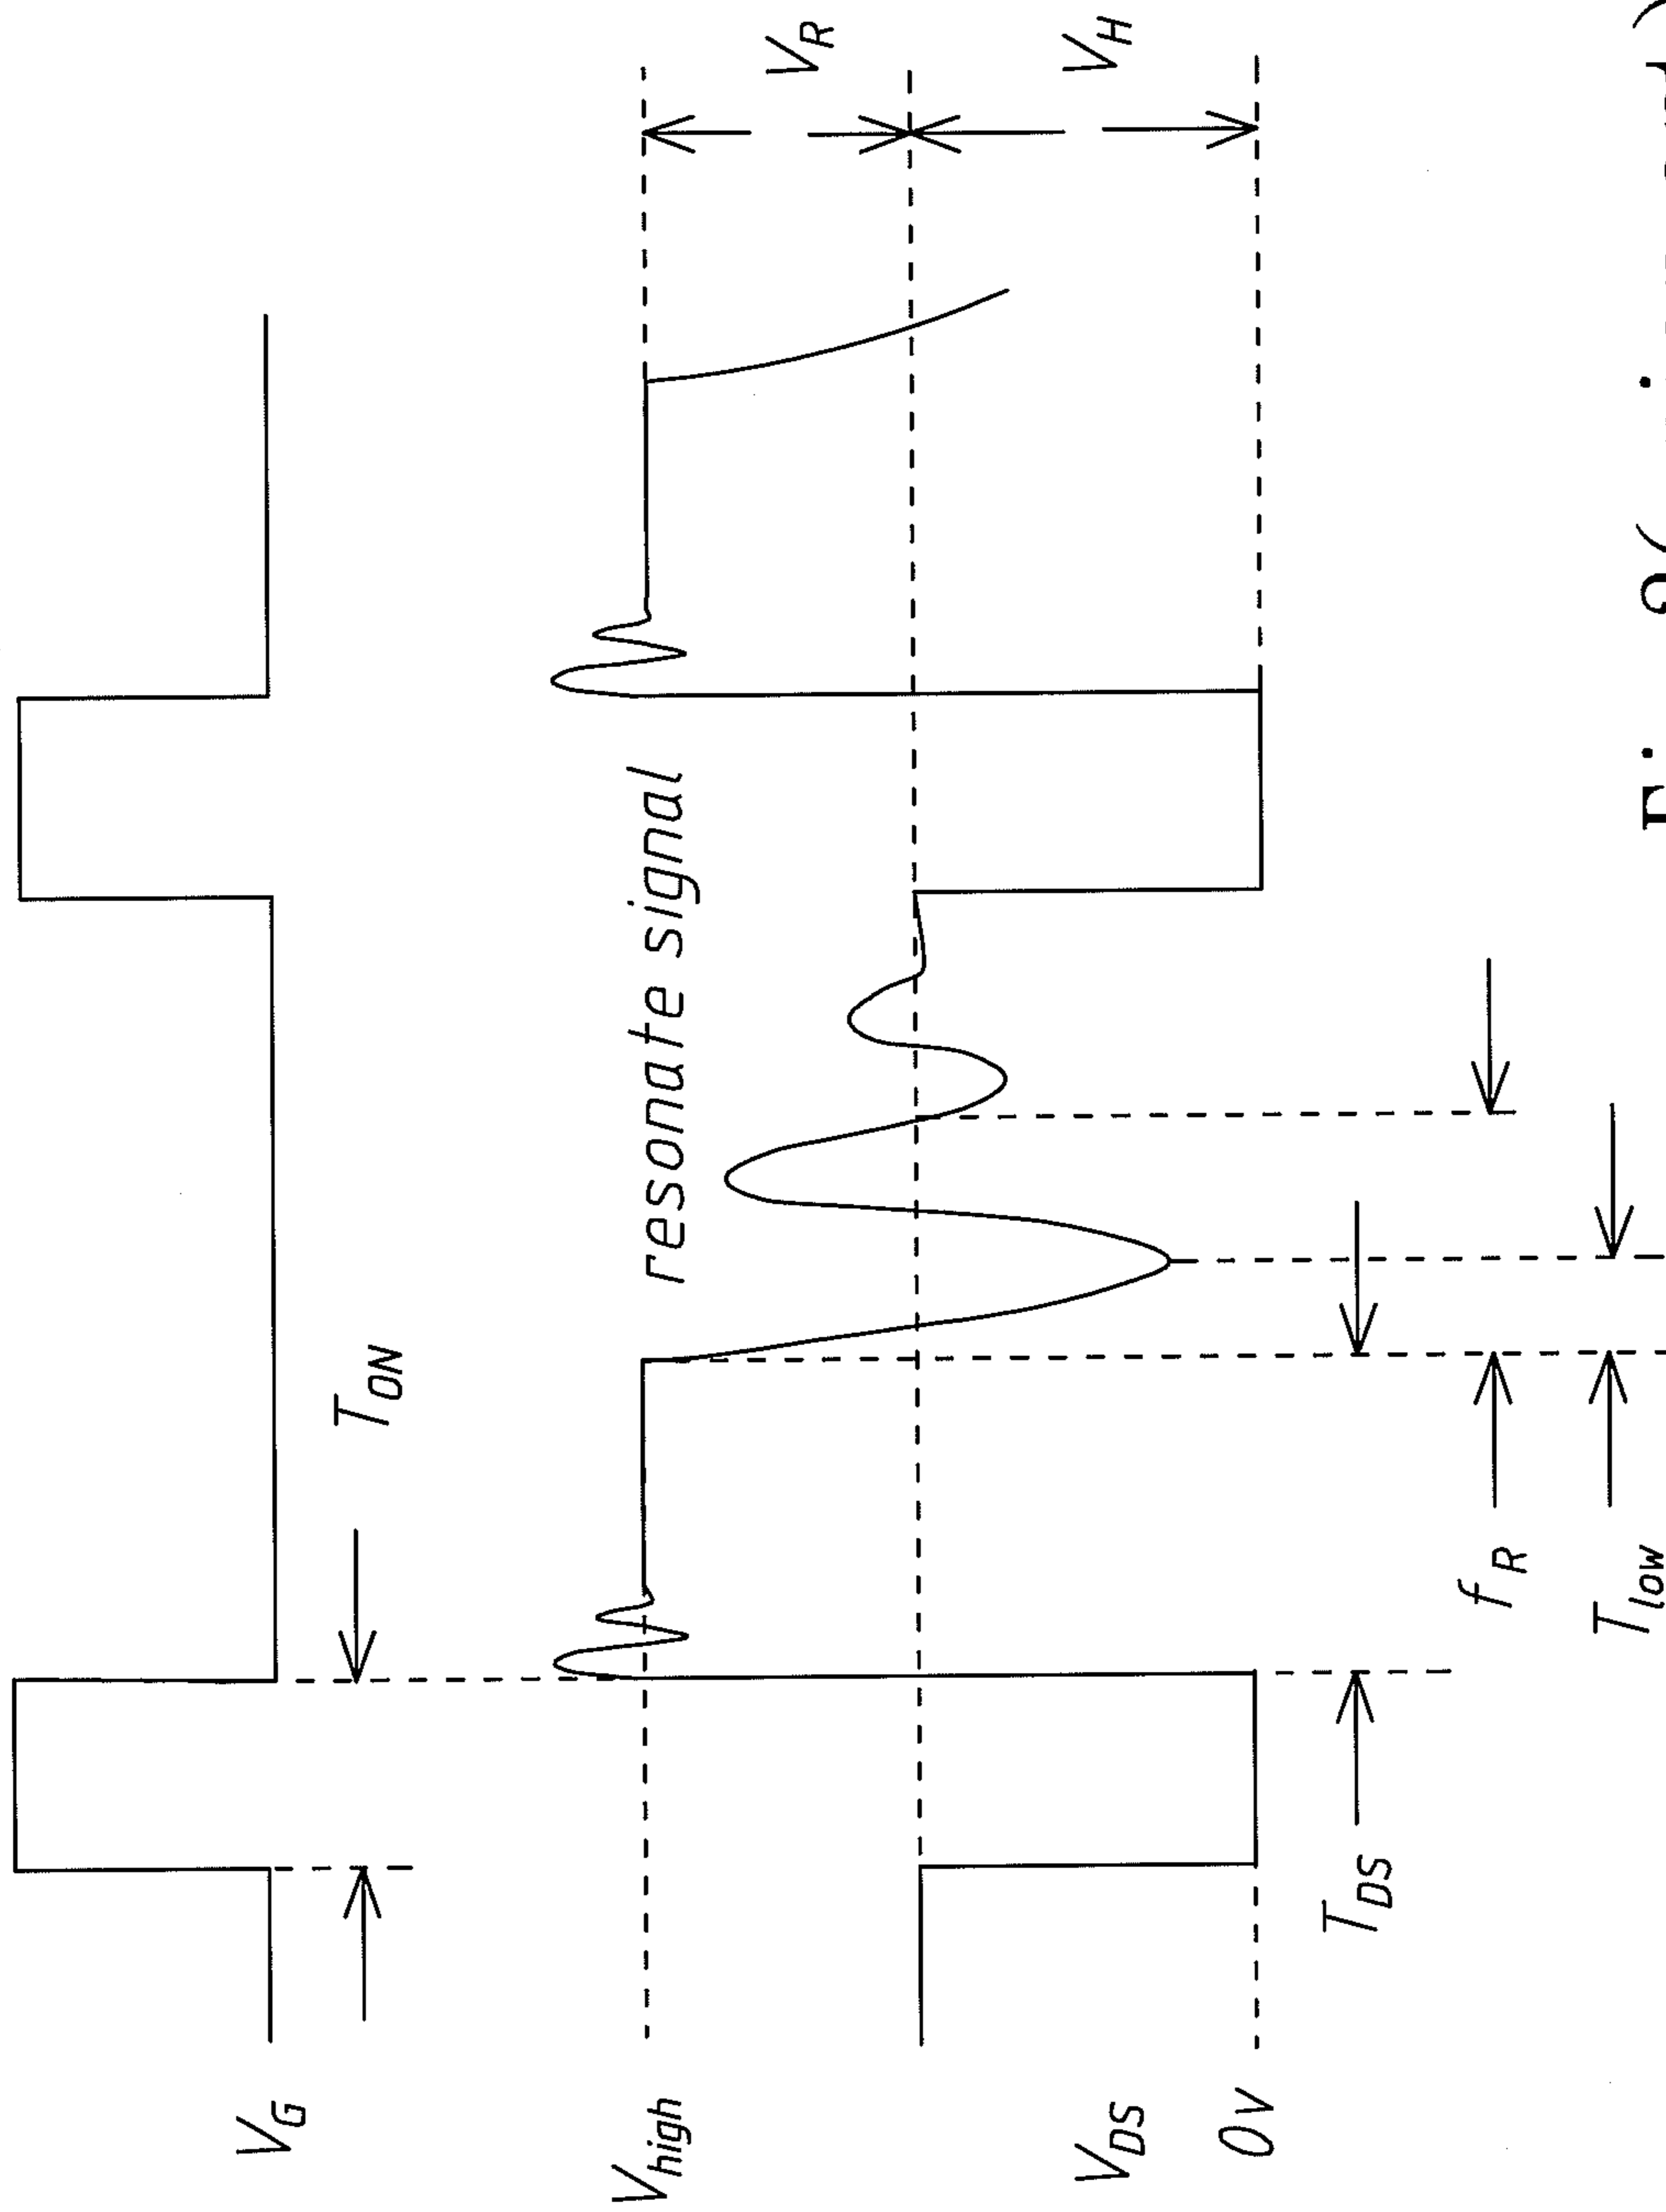 V_G
T_ON
V_high
resonate signal
V_R
V_DS
V_H
0V
T_DS
f_R
T_low